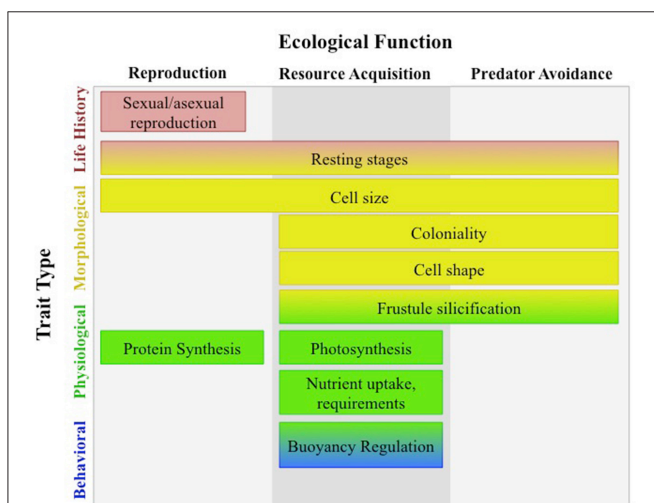 Ecological Function
Reproduction Resource Acquisition Predator Avoidance
Trait Type
Life History
Morphological
Physiological
Behavioral
Sexual/asexual
reproduction
Resting stages
Cell size
Coloniality
Cell shape
Frustule silicification
Protein Synthesis Photosynthesis
Nutrient uptake,
requirements
Buoyancy Regulation